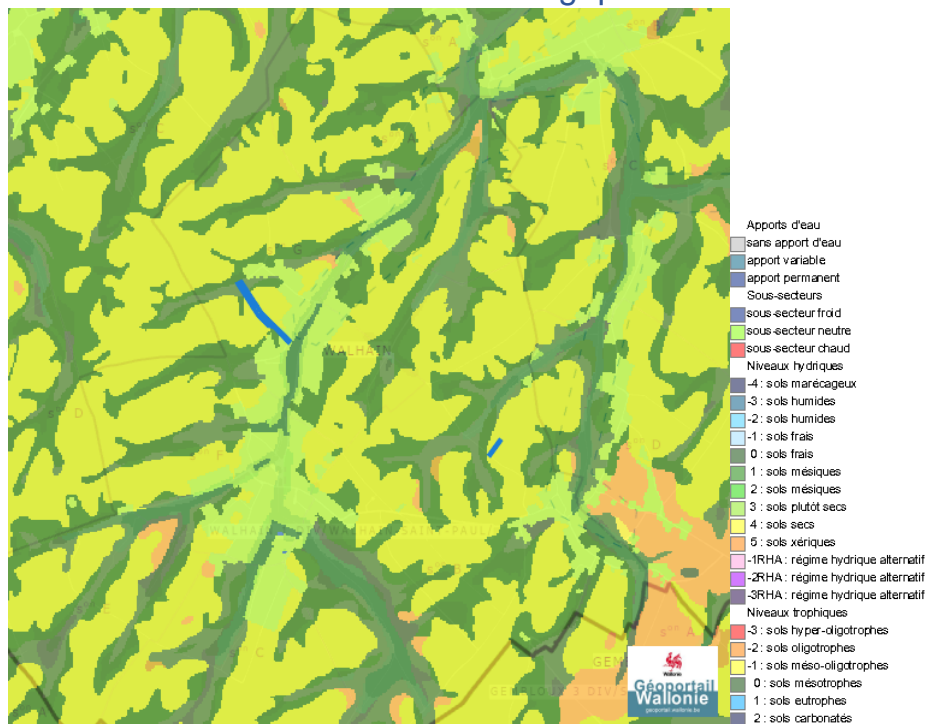 Apports d'eau
sans apport d'eau
apport variable
apport permanent
Sous-secteurs
sous-secteur froid
sous-secteur neutre
sous-secteur chaud
Niveaux hydriques
-4 : sols marécageux
-3 : sols humides
-2 : sols humides
-1 : sols frais
0 : sols frais
1 : sols mésiques
2 : sols mésiques
3 : sols plutôt secs
4 : sols secs
5 : sols xériques
-1RHA : régime hydrique alternatif
-2RHA : régime hydrique alternatif
-3RHA : régime hydrique alternatif
Niveaux trophiques
-3 : sols hyper-oligotrophes
-2 : sols oligotrophes
-1 : sols méso-oligotrophes
0 : sols mésotrophes
1 : sols eutrophes
2 : sols carbonatés
WALHAIN
Wallonie
Géoportail
Wallonie
geoportail.wallonie.be